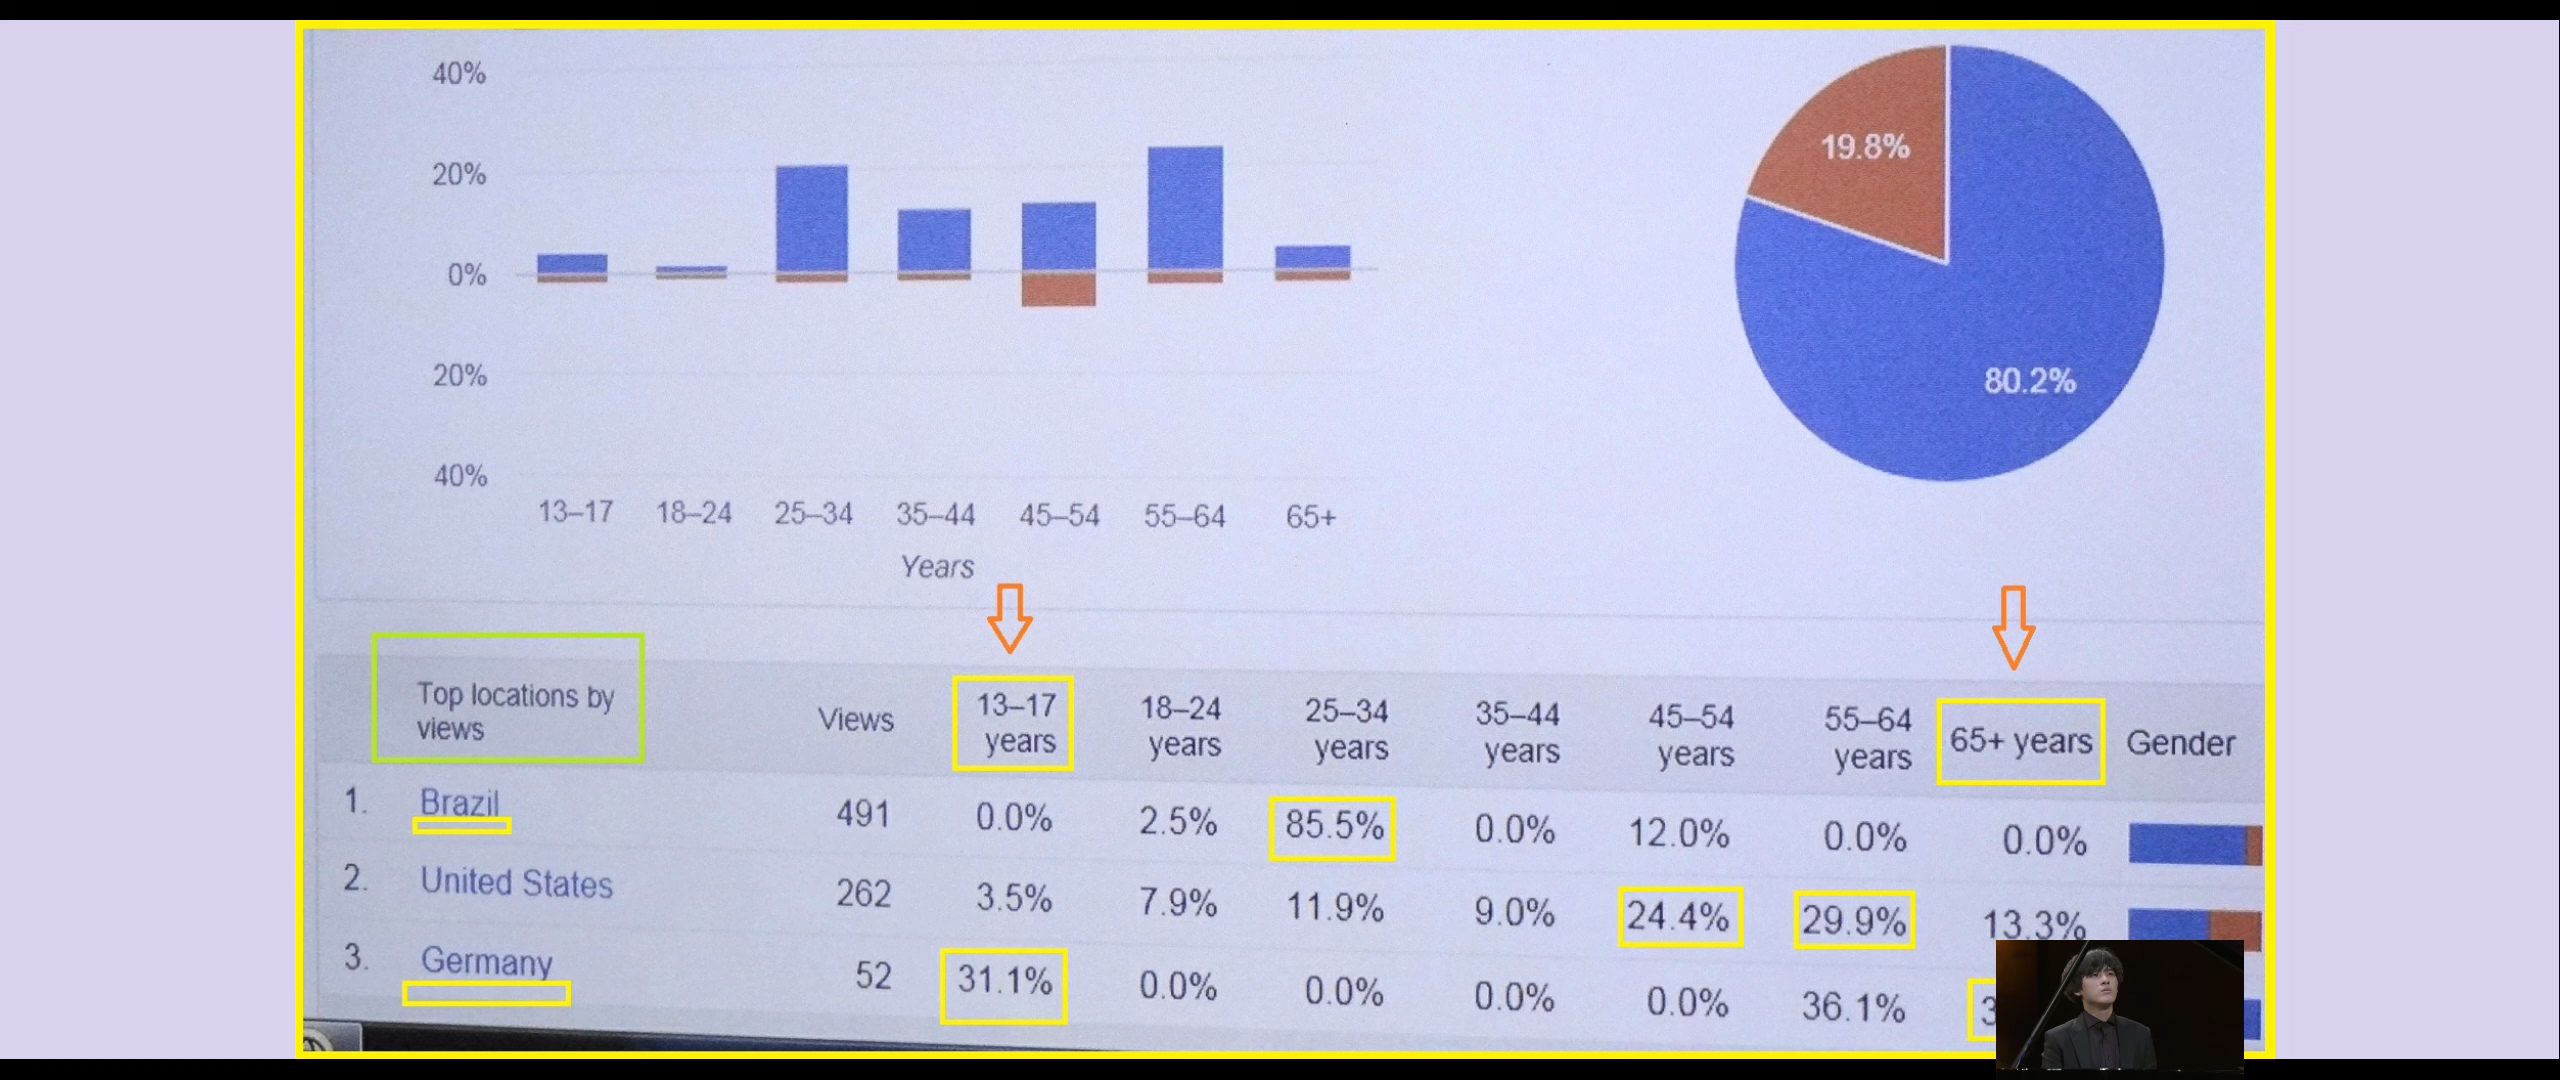 40%
20%
0%
20%
40%
13–17 18–24 25–34 35–44 45–54 55–64 65+
Years
19.8%
80.2%
Top locations by
views
Views
13–17
years
18–24
years
25–34
years
35–44
years
45–54
years
55–64
years
65+ years
Gender
1. Brazil 491 0.0% 2.5% 85.5% 0.0% 12.0% 0.0% 0.0%
2. United States 262 3.5% 7.9% 11.9% 9.0% 24.4% 29.9% 13.3%
3. Germany 52 31.1% 0.0% 0.0% 0.0% 0.0% 36.1%